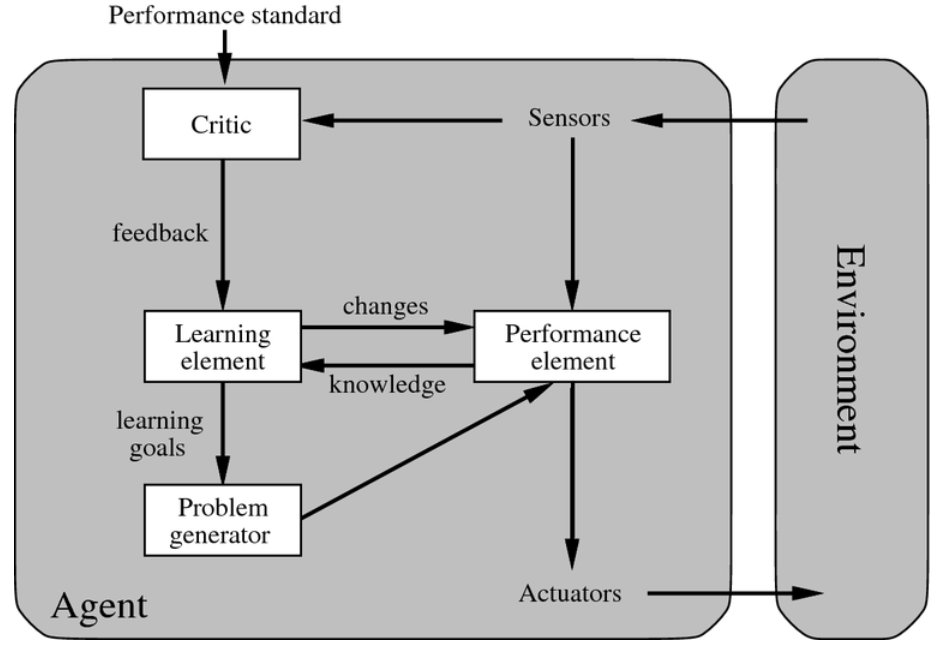 Performance standard
Critic
Sensors
feedback
changes
Learning
element
Performance
element
knowledge
learning
goals
Problem
generator
Agent
Actuators
Environment